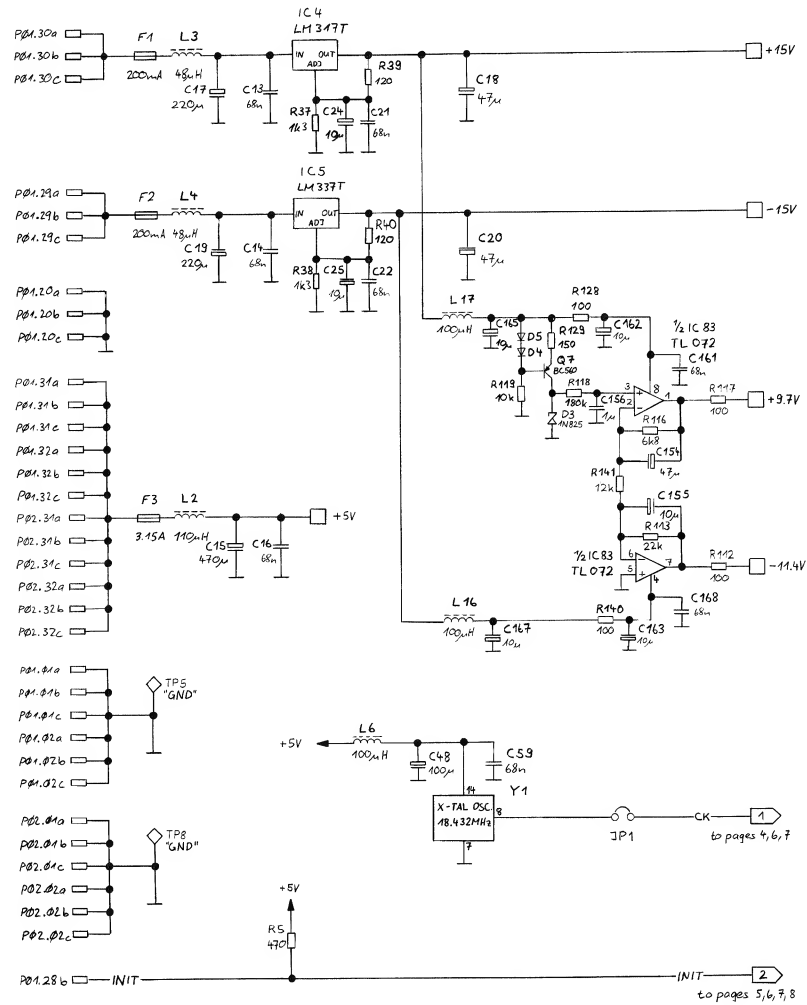 IC4
LM317T
PØ1.30a
PØ1.30b
PØ1.30c
F1
200mA
L3
48µH
C17
220µ
C13
68n
IN
OUT
ADJ
R39
120
R37
1k3
C24
10µ
C21
68n
C18
47µ
+15V
IC5
LM337T
PØ1.29a
PØ1.29b
PØ1.29c
F2
200mA
L4
48µH
C19
220µ
C14
68n
IN
OUT
ADJ
R40
120
R38
1k3
C25
10µ
C22
68n
C20
47µ
-15V
PØ1.20a
PØ1.20b
PØ1.20c
L17
100µH
C165
10µ
D5
D4
R129
150
R128
100
C162
10µ
1/2 IC83
TL072
C161
68n
Q7
BC560
R119
10k
R118
180k
D3
1N825
C156
1µ
3
2
8
1
R117
100
+9.7V
R116
6k8
C154
47µ
R141
12k
C155
10µ
R113
22k
1/2 IC83
TL072
6
5
7
4
R112
100
-11.4V
C168
68n
L16
100µH
C167
10µ
R140
100
C163
10µ
PØ1.31a
PØ1.31b
PØ1.31c
PØ1.32a
PØ1.32b
PØ1.32c
PØ2.31a
PØ2.31b
PØ2.31c
PØ2.32a
PØ2.32b
PØ2.32c
F3
3.15A
L2
110µH
C15
470µ
C16
68n
+5V
PØ1.Ø1a
PØ1.Ø1b
PØ1.Ø1c
PØ1.Ø2a
PØ1.Ø2b
PØ1.Ø2c
TP5
"GND"
PØ2.Ø1a
PØ2.Ø1b
PØ2.Ø1c
PØ2.Ø2a
PØ2.Ø2b
PØ2.Ø2c
TP8
"GND"
+5V
L6
100µH
C48
100µ
C59
68n
Y1
14
X-TAL OSC.
18.432MHz
8
7
JP1
CK
1
to pages 4,6,7
+5V
R5
470
PØ1.28b
INIT
INIT
2
to pages 5,6,7,8